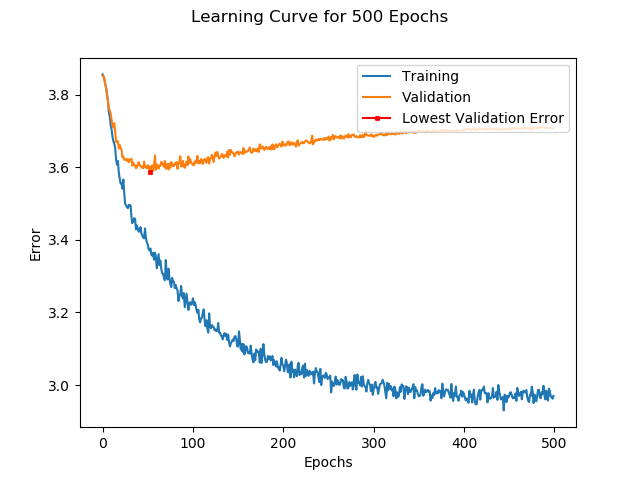 Learning Curve for 500 Epochs
Training
Validation
Lowest Validation Error
3.8
3.6
3.4
3.2
3.0
Error
0
100
200
300
400
500
Epochs